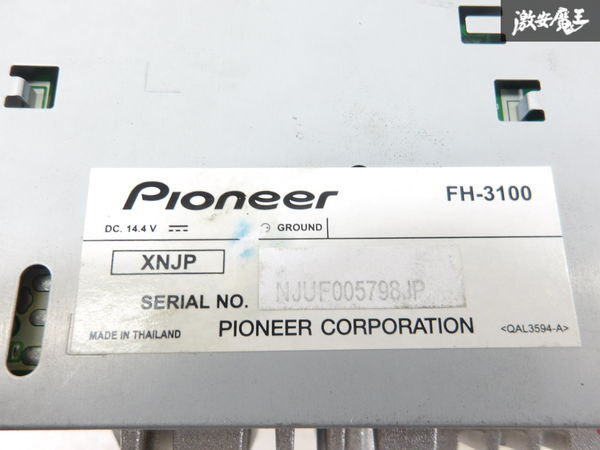 激安魔王
Pioneer
FH-3100
DC. 14.4 V
GROUND
XNJP
SERIAL NO. NJUF005798JP
MADE IN THAILAND
PIONEER CORPORATION
<QAL3594-A>